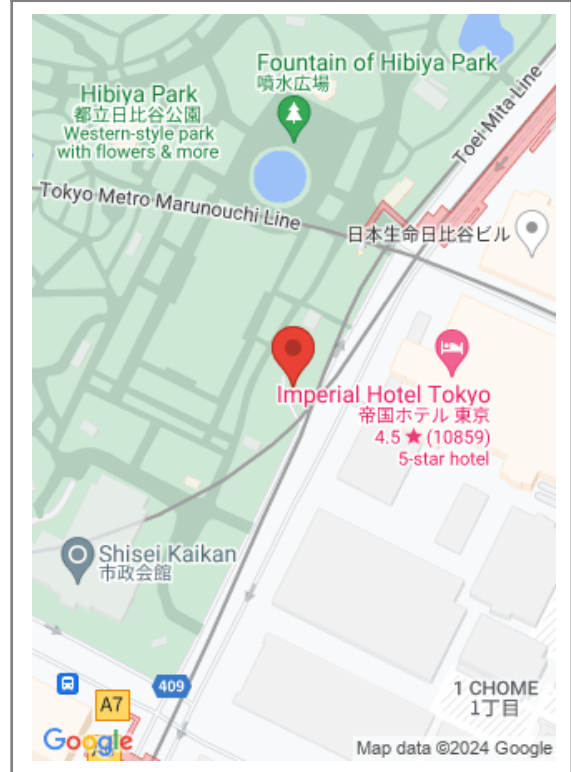 Fountain of Hibiya Park
噴水広場
Hibiya Park
都立日比谷公園
Western-style park
with flowers & more
Toei Mita Line
Tokyo Metro Marunouchi Line
日本生命日比谷ビル
Imperial Hotel Tokyo
帝国ホテル 東京
4.5 ★ (10859)
5-star hotel
Shisei Kaikan
市政会館
409
A7
1 CHOME
1丁目
Google
Map data ©2024 Google